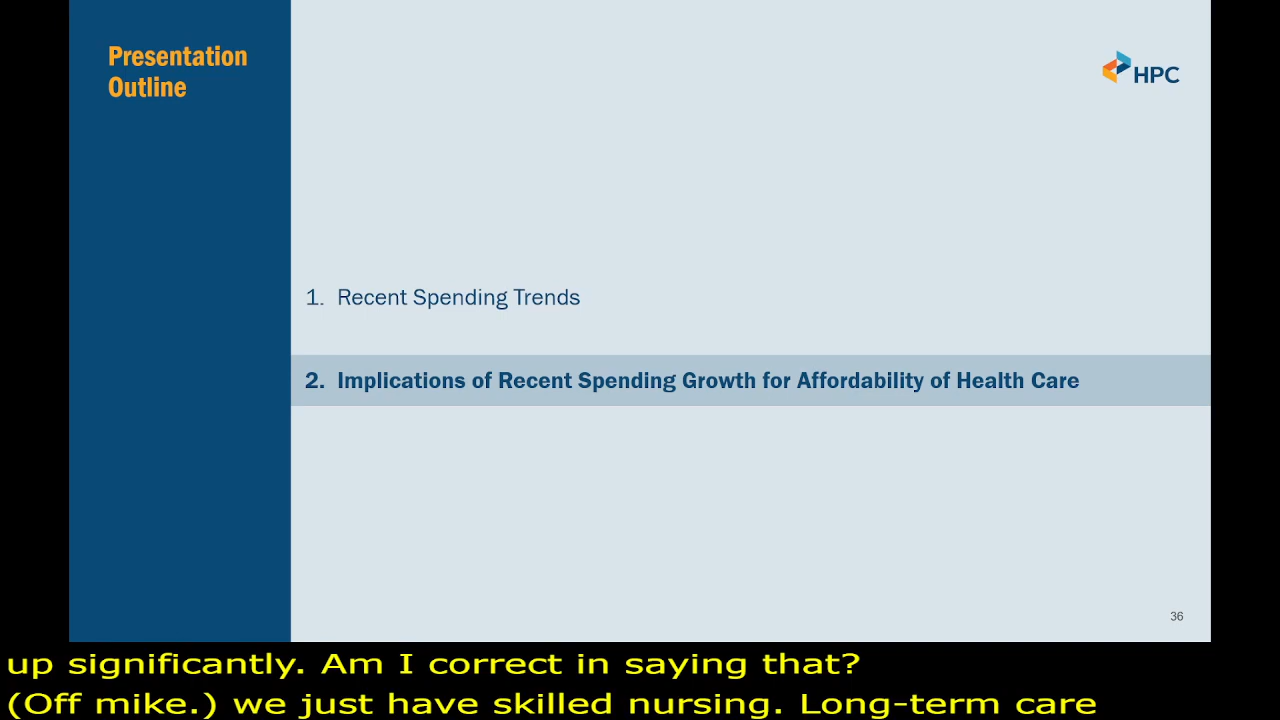 Presentation
Outline
HPC
1. Recent Spending Trends
2. Implications of Recent Spending Growth for Affordability of Health Care
36
up significantly. Am I correct in saying that?
(Off mike.) we just have skilled nursing. Long-term care